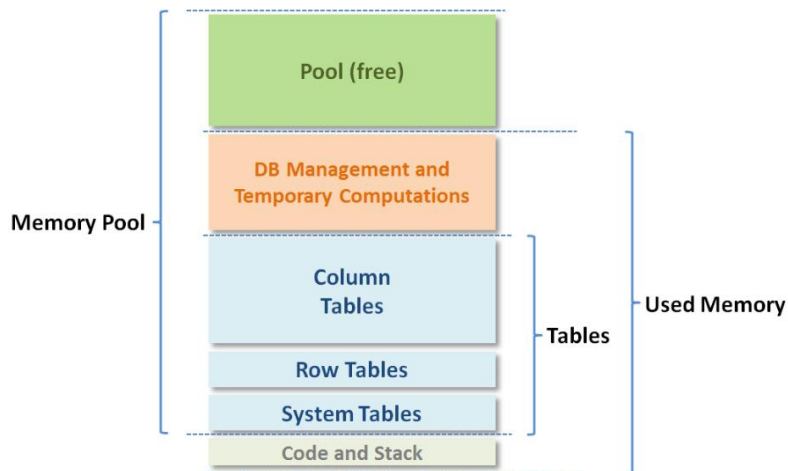 Pool (free)
DB Management and
Temporary Computations
Memory Pool
Column
Tables
Used Memory
Tables
Row Tables
System Tables
Code and Stack